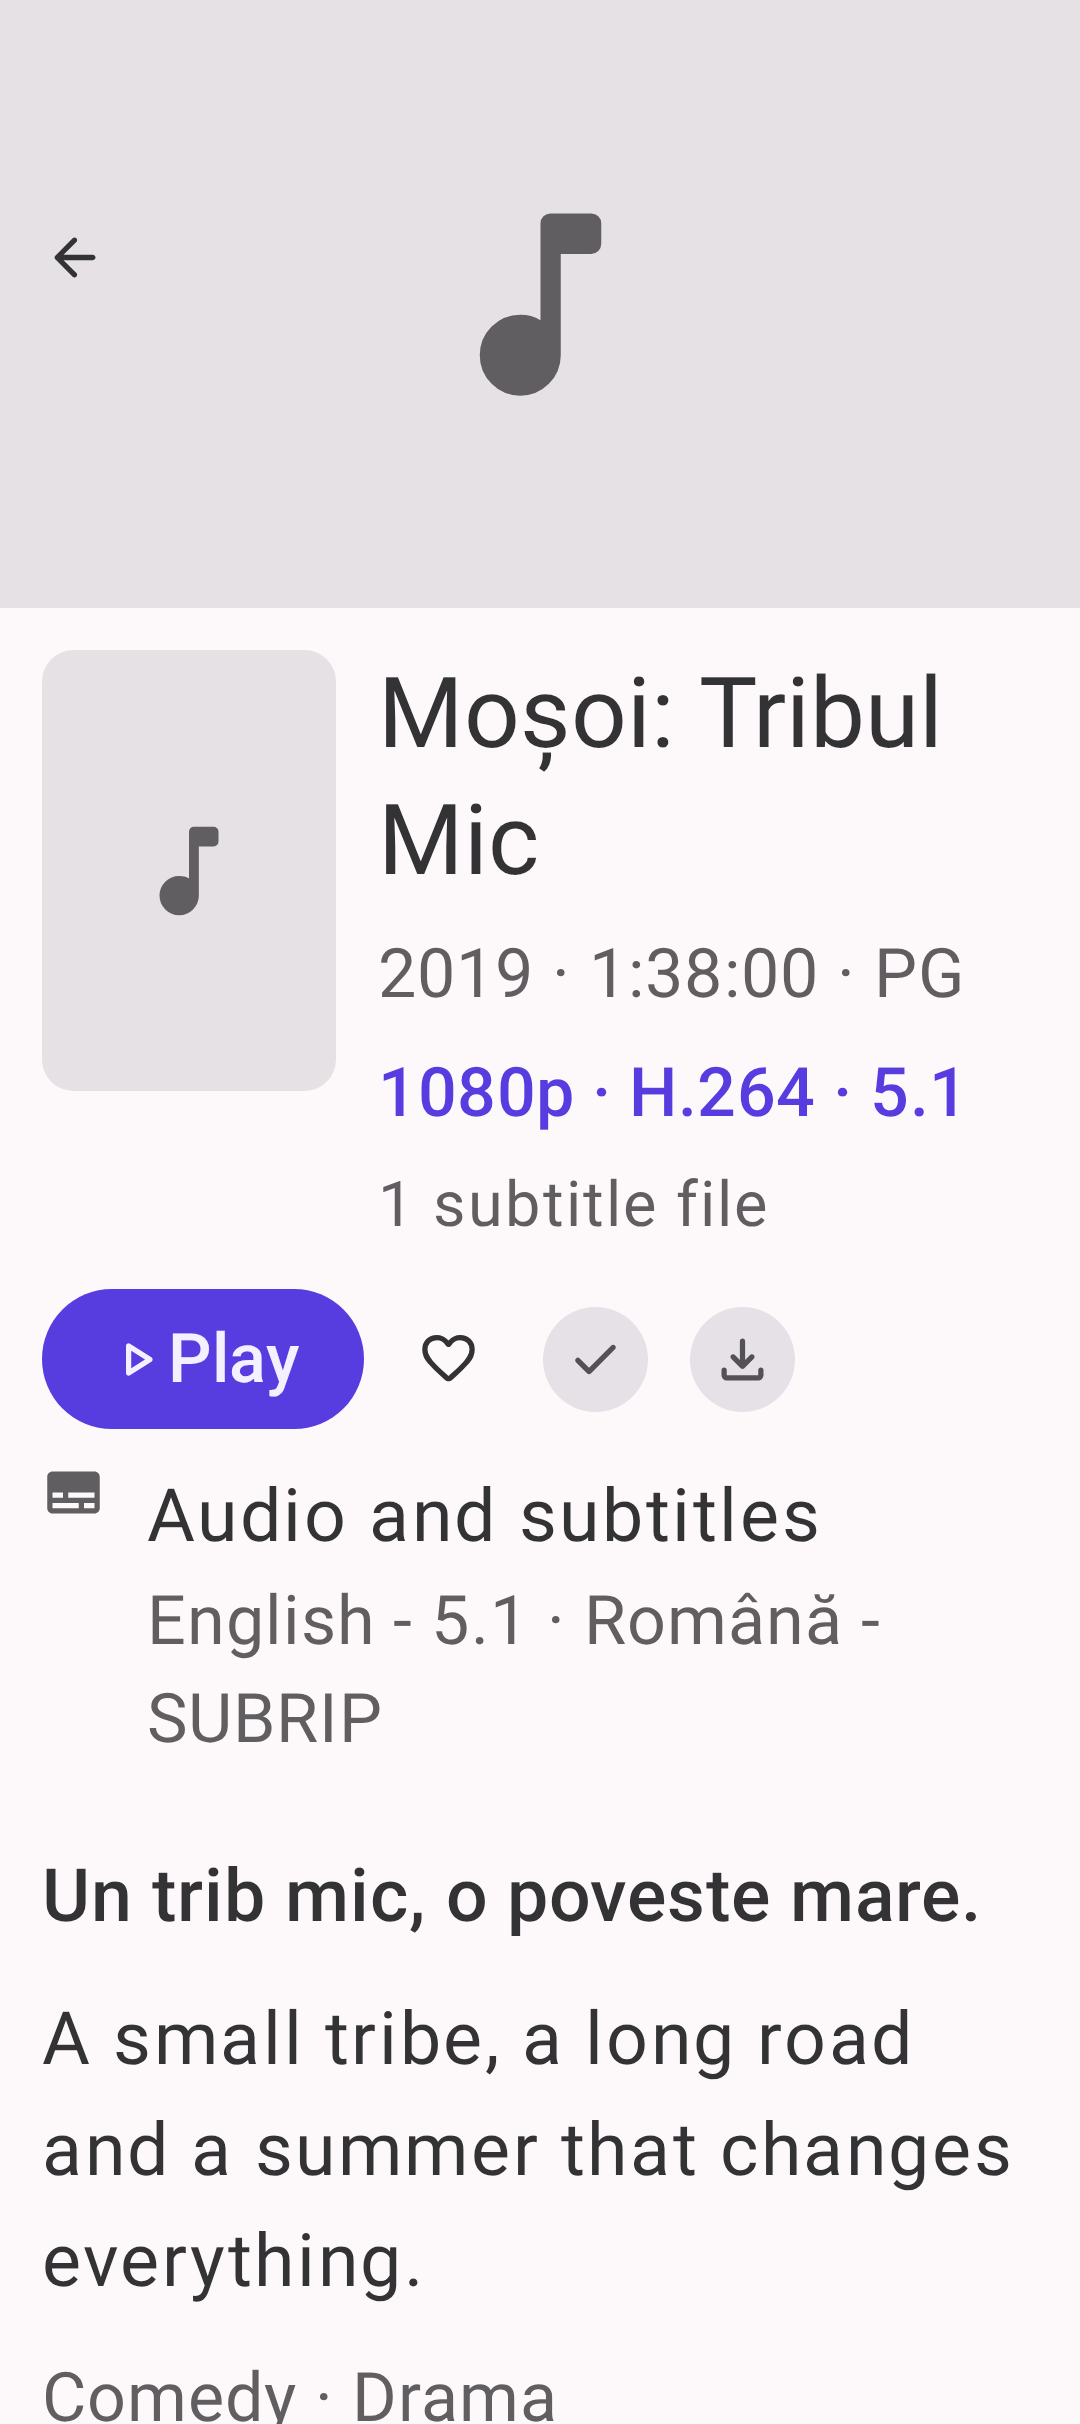 Moșoi: Tribul
Mic
2019 · 1:38:00 · PG
1080p · H.264 · 5.1
1 subtitle file
Play
Audio and subtitles
English - 5.1 · Română -
SUBRIP
Un trib mic, o poveste mare.
A small tribe, a long road
and a summer that changes
everything.
Comedy · Drama